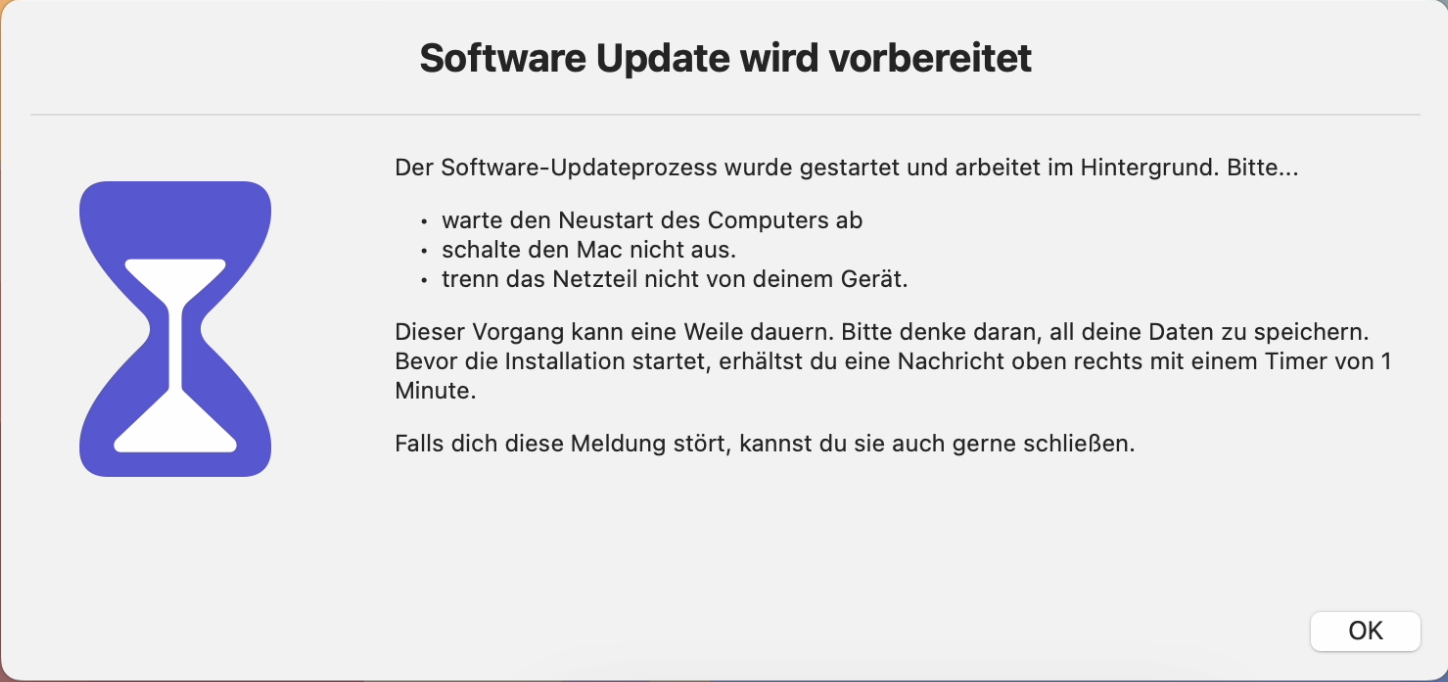 Software Update wird vorbereitet
Der Software-Updateprozess wurde gestartet und arbeitet im Hintergrund. Bitte...
• warte den Neustart des Computers ab
• schalte den Mac nicht aus.
• trenn das Netzteil nicht von deinem Gerät.
Dieser Vorgang kann eine Weile dauern. Bitte denke daran, all deine Daten zu speichern.
Bevor die Installation startet, erhältst du eine Nachricht oben rechts mit einem Timer von 1
Minute.
Falls dich diese Meldung stört, kannst du sie auch gerne schließen.
OK